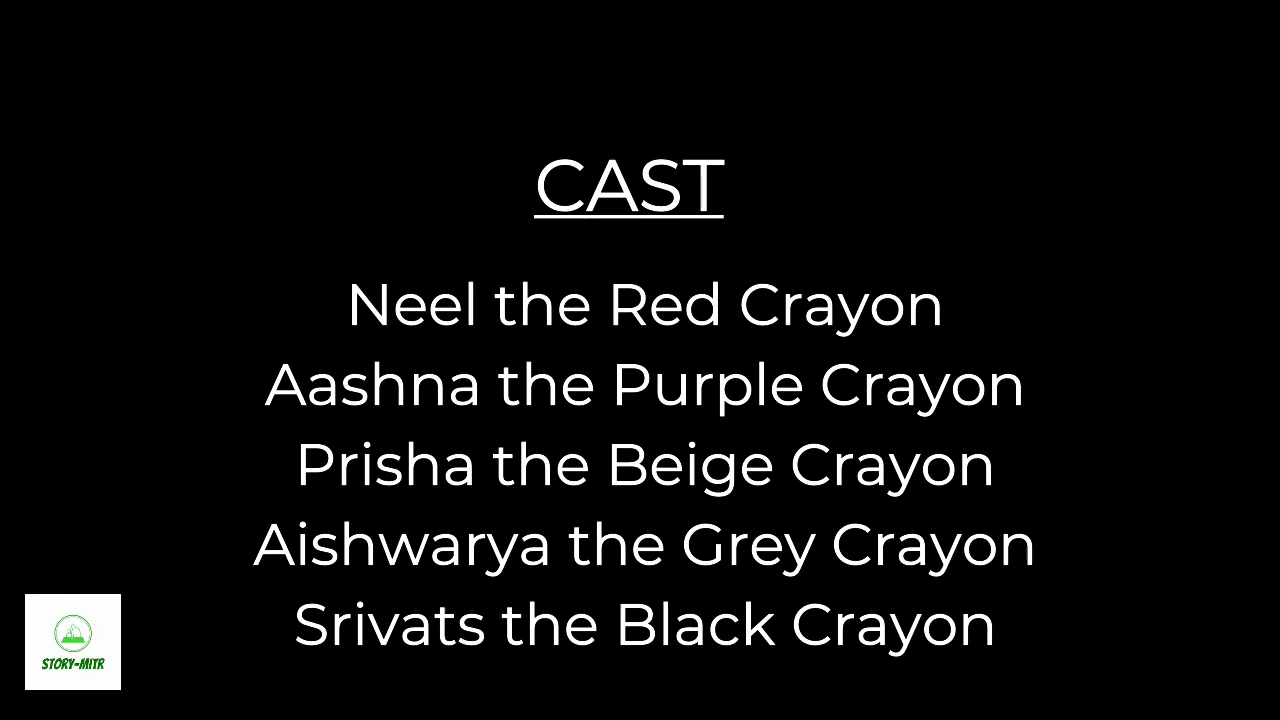 CAST
Neel the Red Crayon
Aashna the Purple Crayon
Prisha the Beige Crayon
Aishwarya the Grey Crayon
Srivats the Black Crayon
STORY-MITR